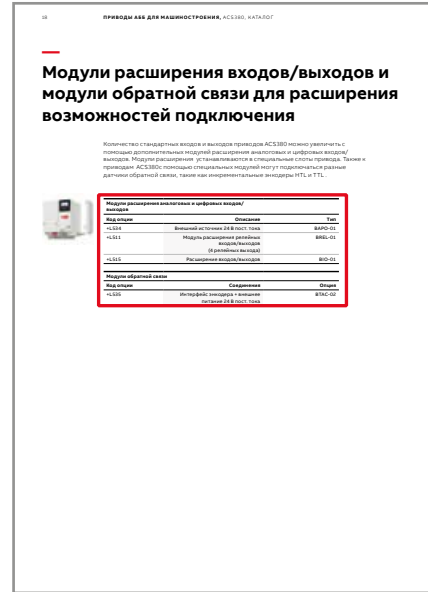 18
ПРИВОДЫ АББ ДЛЯ МАШИНОСТРОЕНИЯ, ACS380, КАТАЛОГ
Модули расширения входов/выходов и
модули обратной связи для расширения
возможностей подключения
Количество стандартных входов и выходов приводов ACS380 можно увеличить с
помощью дополнительных модулей расширения аналоговых и цифровых входов/
выходов. Модули расширения устанавливаются в специальные слоты привода. Также к
приводам ACS380с помощью специальных модулей могут подключаться разные
датчики обратной связи, такие как инкрементальные энкодеры HTL и TTL.
Модули расширения аналоговых и цифровых входов/
выходов
Код опции Описание Тип
+L534 Внешний источник 24 В пост. тока BAPO-01
+L511 Модуль расширения релейных BREL-01
входов/выходов
(4 релейных выхода)
+L515 Расширение входов/выходов BIO-01
Модули обратной связи
Код опции Соединения Опция
+L535 Интерфейс энкодера + внешнее BTAC-02
питание 24 В пост. тока